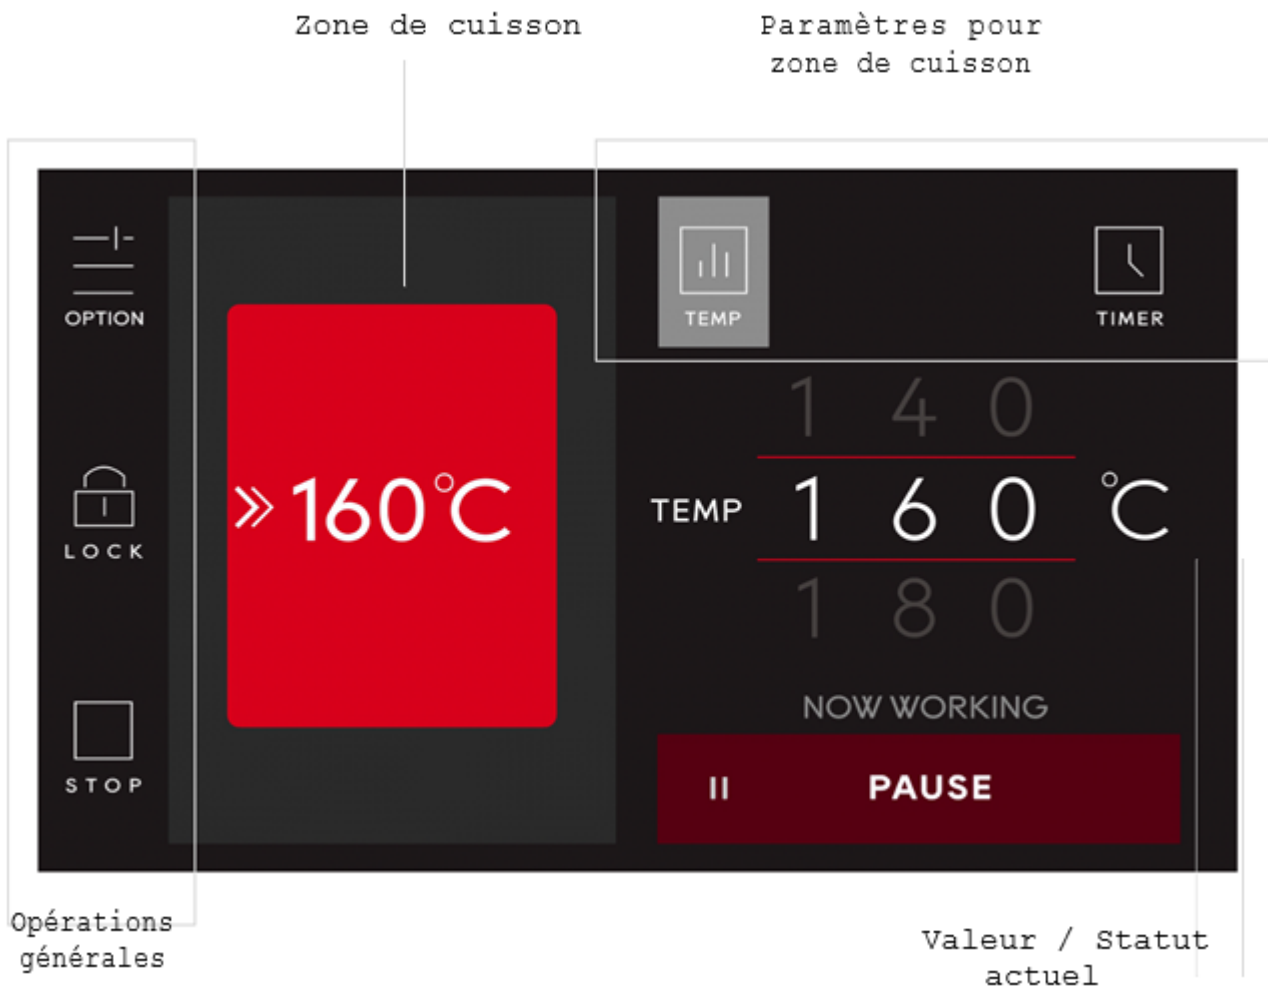 Zone de cuisson
Paramètres pour
zone de cuisson
OPTION
TEMP
TIMER
140
LOCK
» 160°C
TEMP 160 °C
180
NOW WORKING
STOP
PAUSE
Opérations
générales
Valeur / Statut
actuel